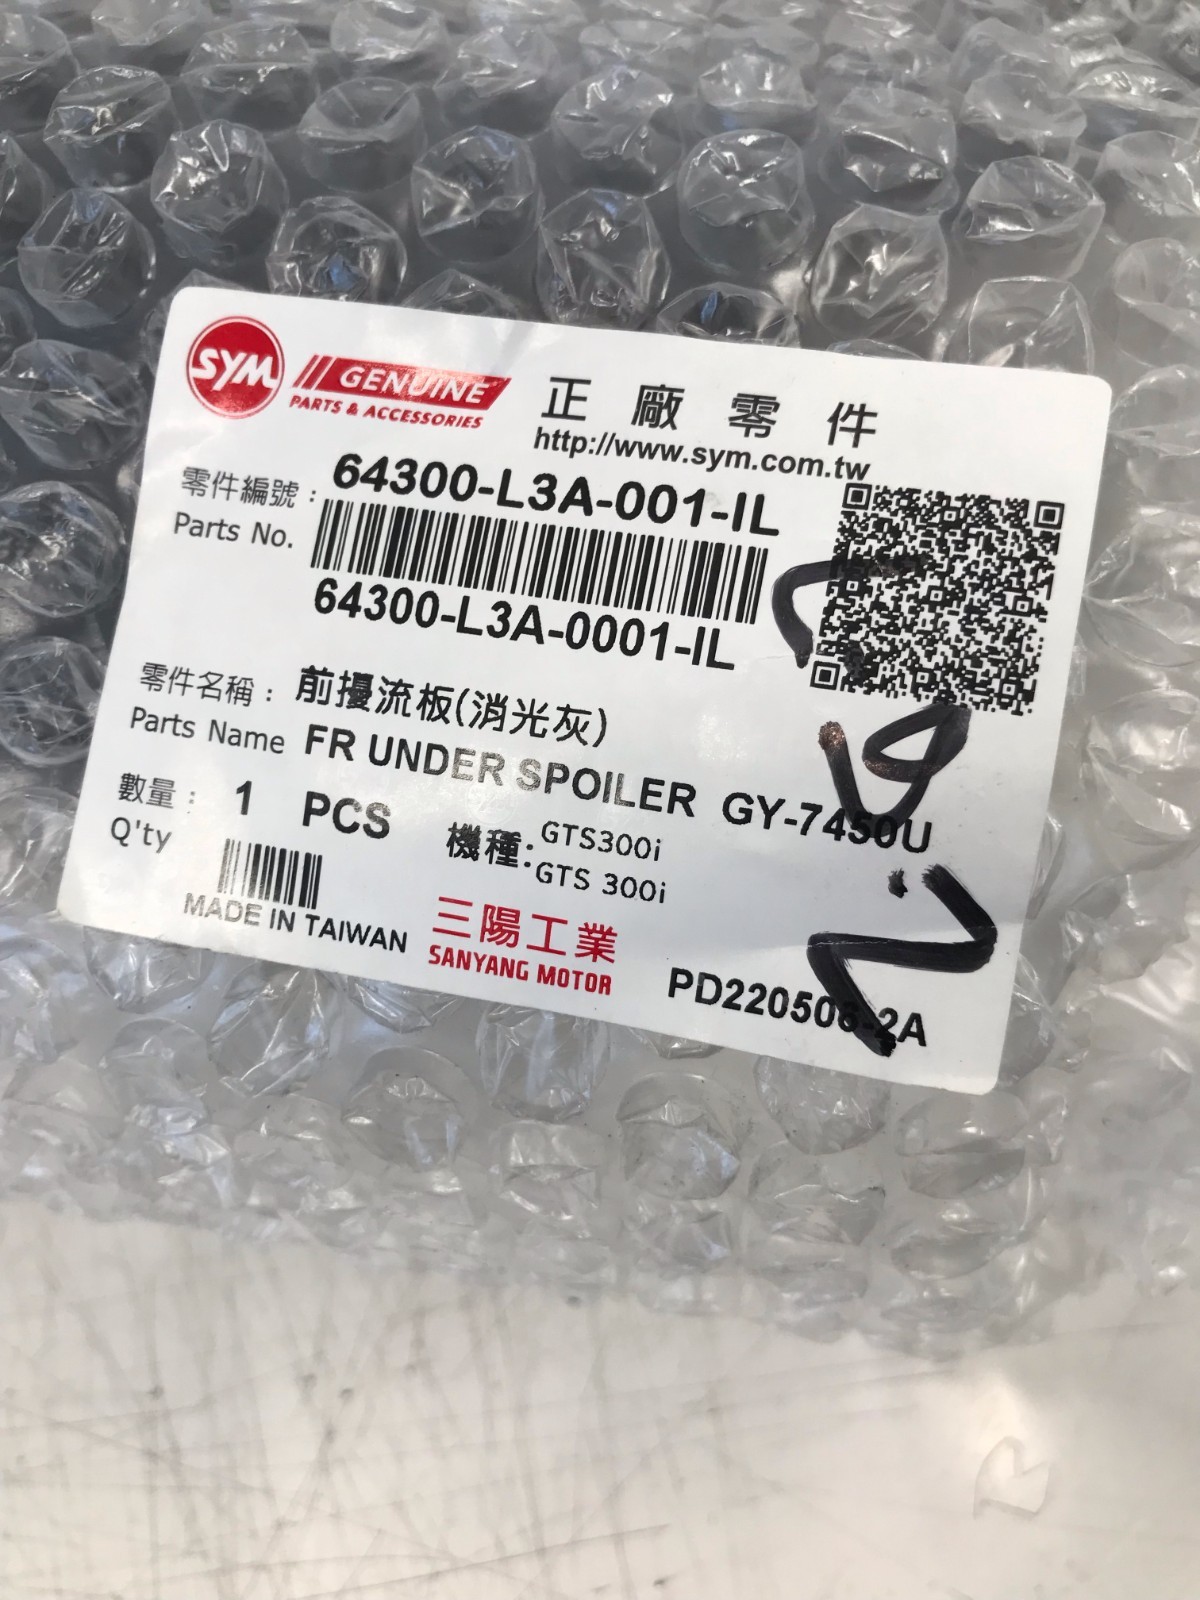 SYM GENUINE 正廠零件
PARTS & ACCESSORIES
http://www.sym.com.tw
零件編號: 64300-L3A-001-IL
Parts No.
64300-L3A-0001-IL
零件名稱: 前擾流板(消光灰)
Parts Name FR UNDER SPOILER GY-7450U
數量: 1 PCS
Q'ty
機種: GTS300i
GTS 300i
MADE IN TAIWAN
三陽工業
SANYANG MOTOR
PD220506-2A